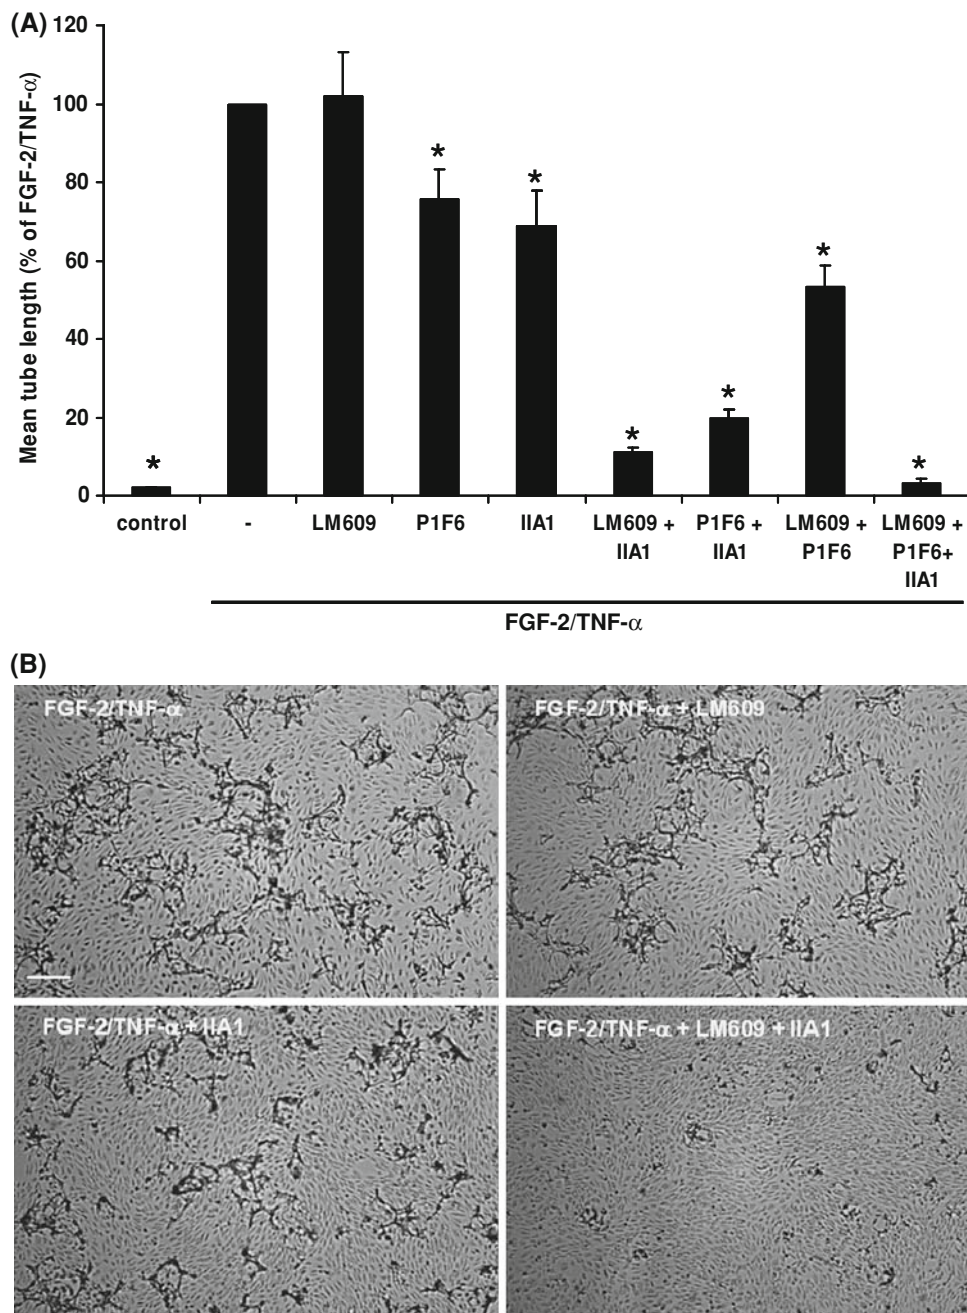 (A)
Mean tube length (% of FGF-2/TNF-α)
120
100
80
60
40
20
0
*
*
*
*
*
*
*
control
-
LM609
P1F6
IIA1
LM609 +
IIA1
P1F6 +
IIA1
LM609 +
P1F6
LM609 +
P1F6+
IIA1
FGF-2/TNF-α
(B)
FGF-2/TNF-α
FGF-2/TNF-α + LM609
FGF-2/TNF-α + IIA1
FGF-2/TNF-α + LM609 + IIA1